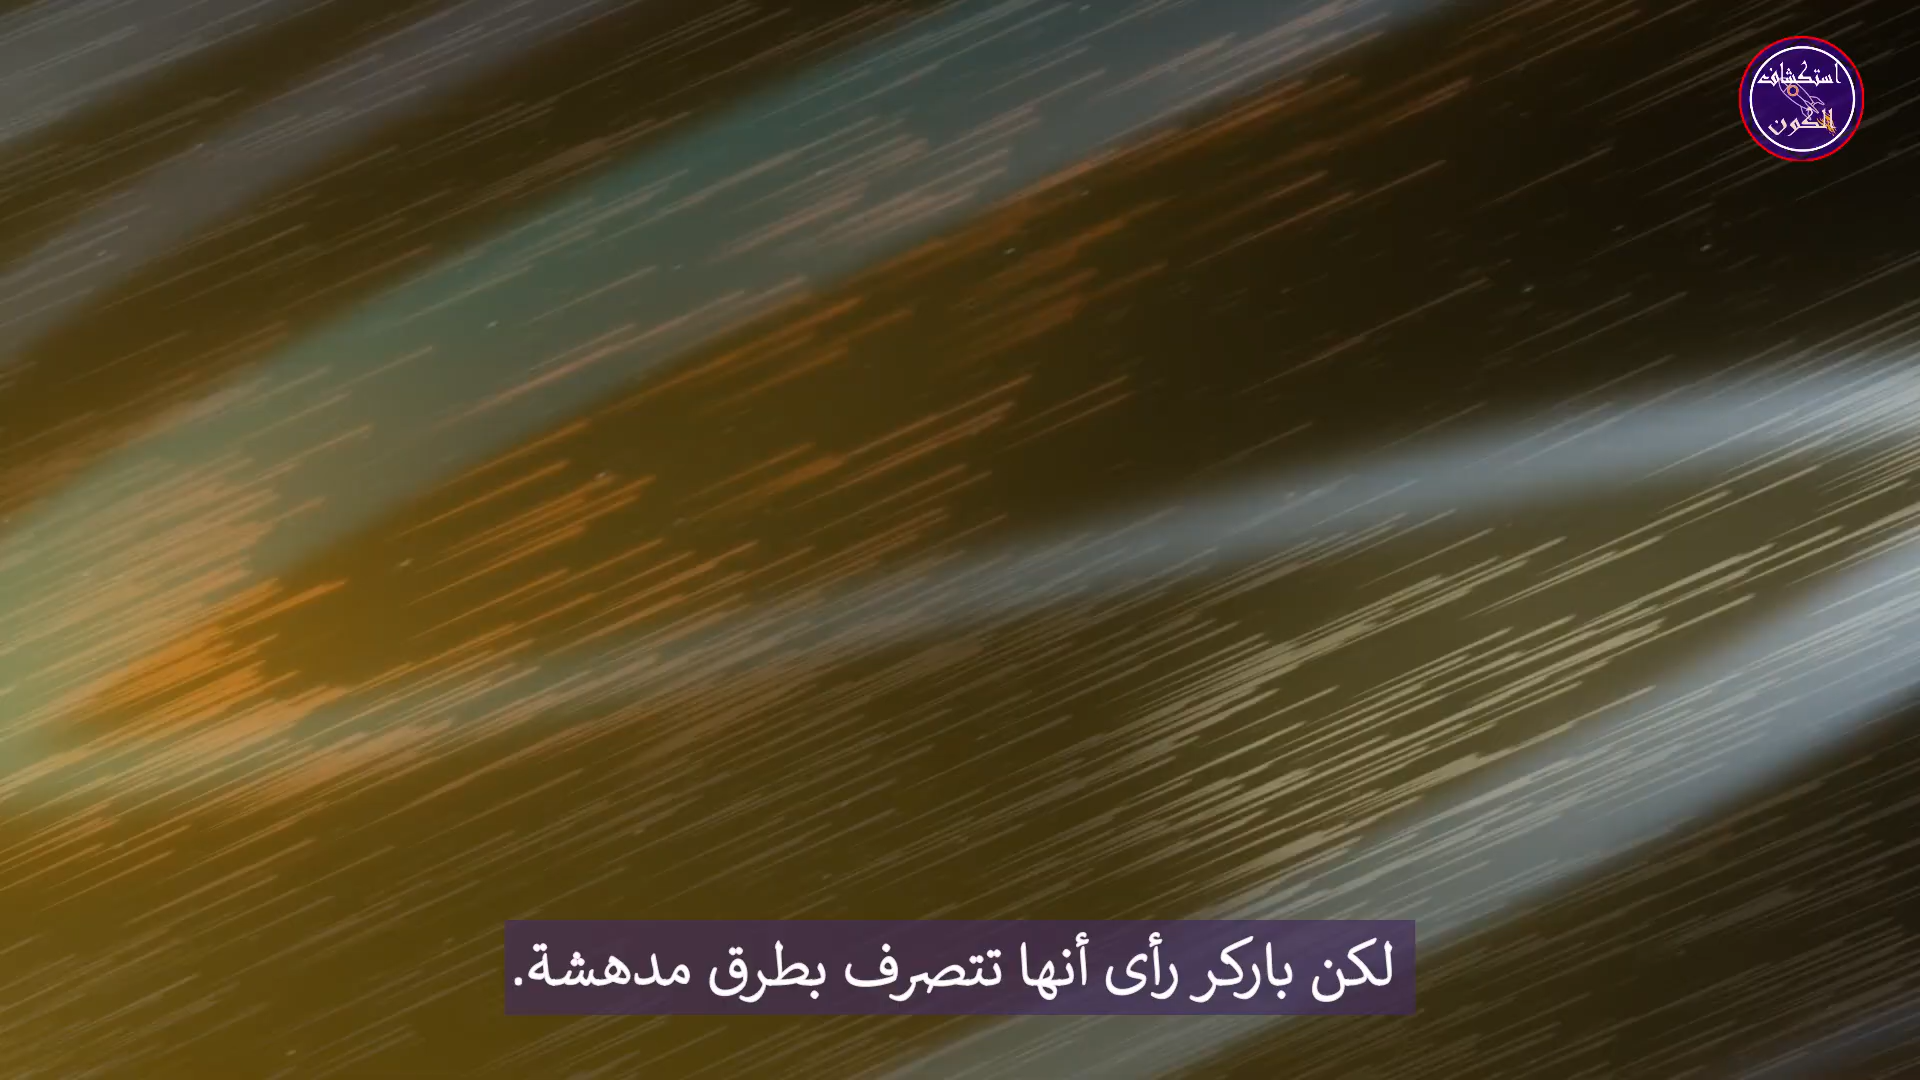 استكشاف
الكون
لكن باركر رأى أنها تتصرف بطرق مدهشة.